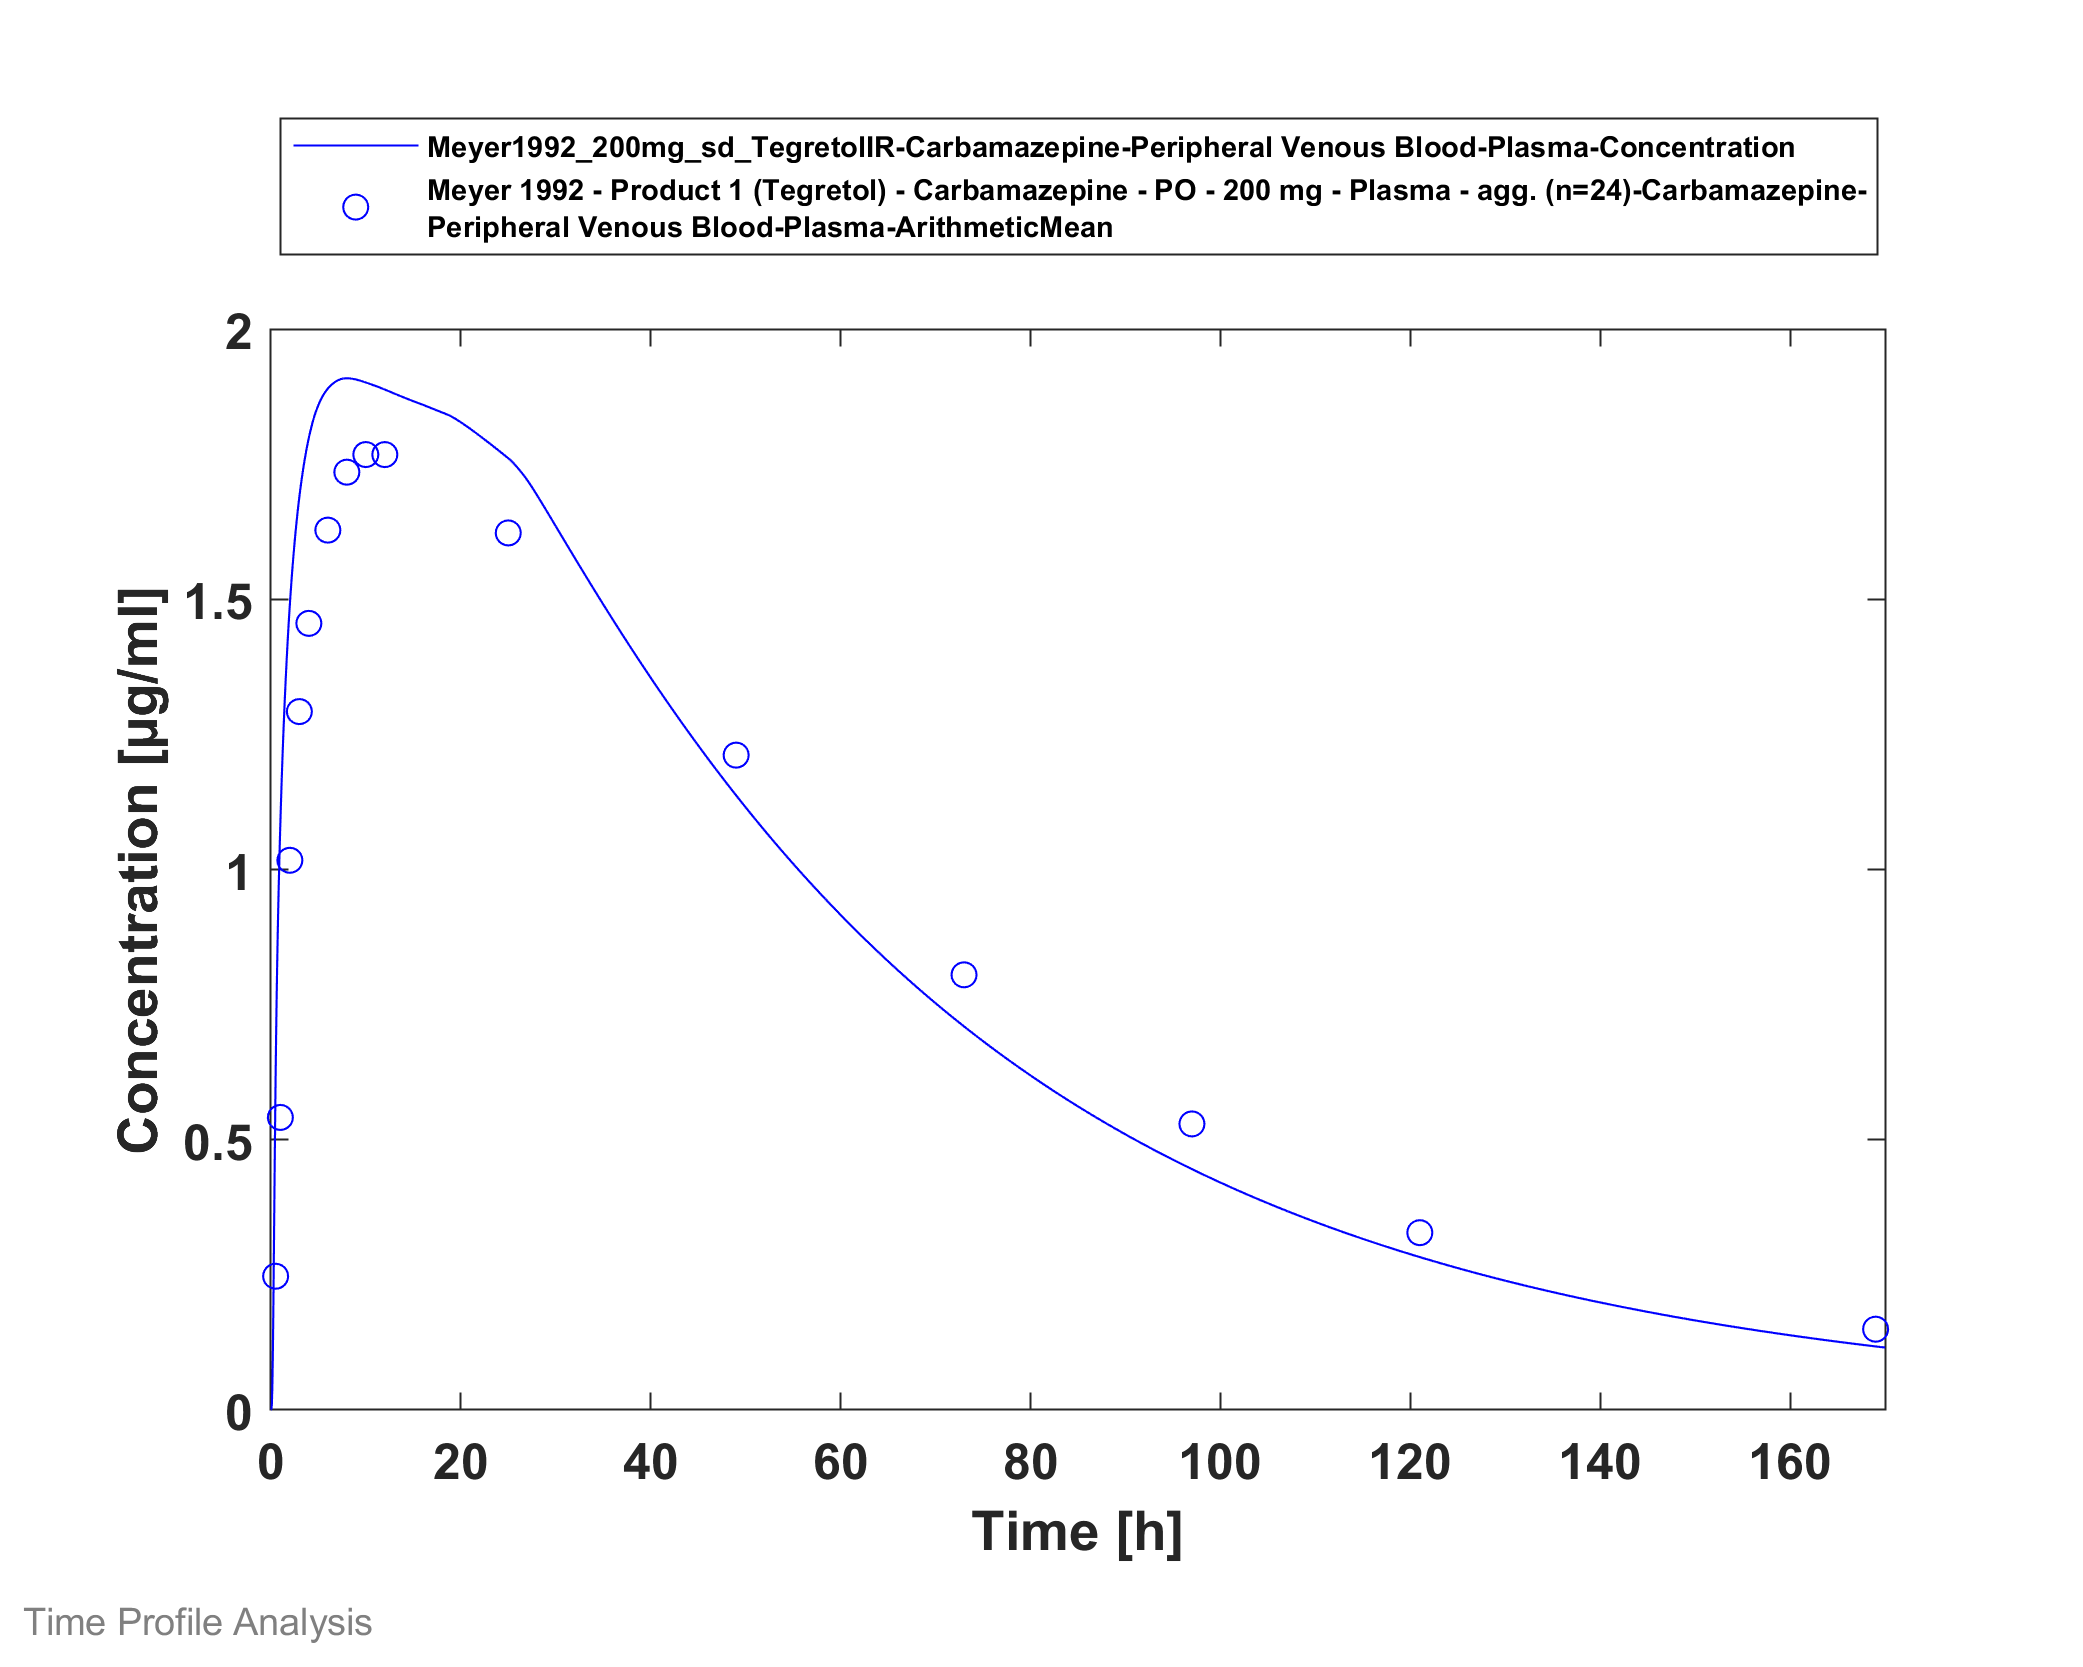 Meyer1992_200mg_sd_TegretolIR-Carbamazepine-Peripheral Venous Blood-Plasma-Concentration
Meyer 1992 - Product 1 (Tegretol) - Carbamazepine - PO - 200 mg - Plasma - agg. (n=24)-Carbamazepine-
Peripheral Venous Blood-Plasma-ArithmeticMean
2
1.5
1
0.5
0
Concentration [µg/ml]
0 20 40 60 80 100 120 140 160
Time [h]
Time Profile Analysis